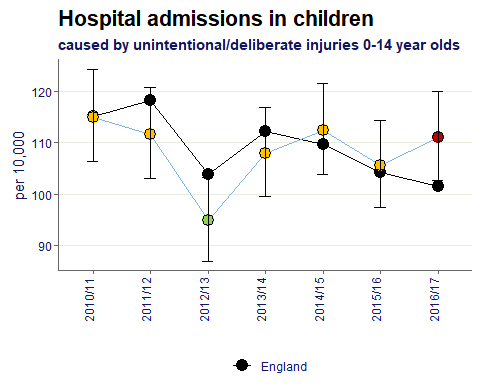 Hospital admissions in children
caused by unintentional/deliberate injuries 0-14 year olds
per 10,000
120
110
100
90
2010/11
2011/12
2012/13
2013/14
2014/15
2015/16
2016/17
England